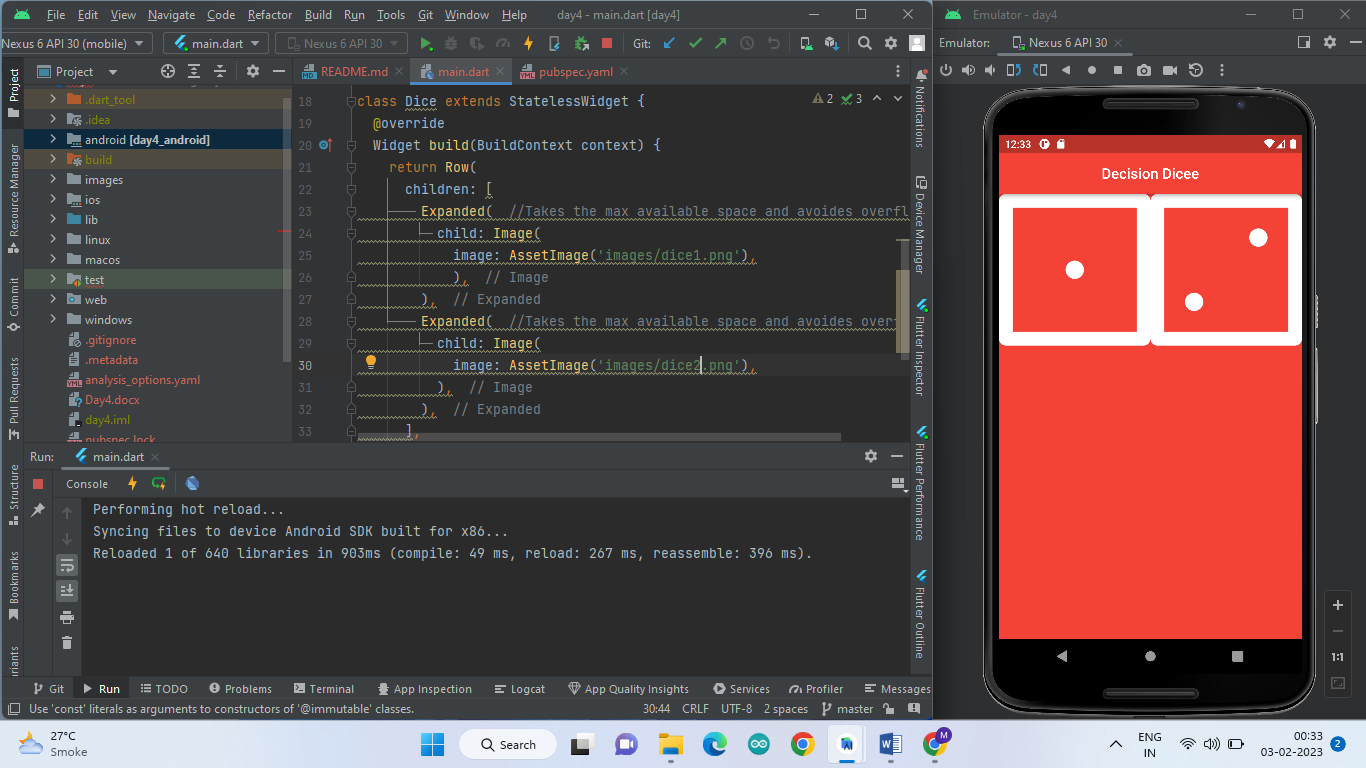 File Edit View Navigate Code Refactor Build Run Tools Git Window Help day4 - main.dart [day4]
Nexus 6 API 30 (mobile) main.dart Nexus 6 API 30 Git:
Project
README.md main.dart pubspec.yaml
.dart_tool
.idea
android [day4_android]
build
images
ios
lib
linux
macos
test
web
windows
.gitignore
.metadata
analysis_options.yaml
Day4.docx
day4.iml
pubspec.lock
Project
Resource Manager
Commit
Pull Requests
Structure
Bookmarks
2 3
18 class Dice extends StatelessWidget {
19 @override
20 Widget build(BuildContext context) {
21 return Row(
22 children: [
23 Expanded( //Takes the max available space and avoides overfl
24 child: Image(
25 image: AssetImage('images/dice1.png'),
26 ), // Image
27 ), // Expanded
28 Expanded( //Takes the max available space and avoides overf
29 child: Image(
30 image: AssetImage('images/dice2.png'),
31 ), // Image
32 ), // Expanded
33 ],
Notifications
Device Manager
Flutter Inspector
Flutter Performance
Flutter Outline
Run: main.dart
Console
Performing hot reload...
Syncing files to device Android SDK built for x86...
Reloaded 1 of 640 libraries in 903ms (compile: 49 ms, reload: 267 ms, reassemble: 396 ms).
Git Run TODO Problems Terminal App Inspection Logcat App Quality Insights Services Profiler Messages
Use 'const' literals as arguments to constructors of '@immutable' classes. 30:44 CRLF UTF-8 2 spaces master
Emulator - day4
Emulator: Nexus 6 API 30
12:33
Decision Dicee
1:1
27°C
Smoke
Search
M
ENG
IN
00:33
03-02-2023
2